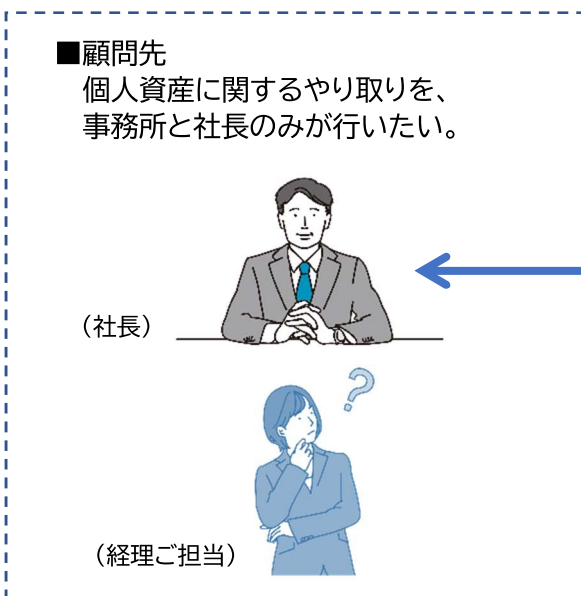 ■顧問先
個人資産に関するやり取りを、
事務所と社長のみが行いたい。
（社長）
？
（経理ご担当）